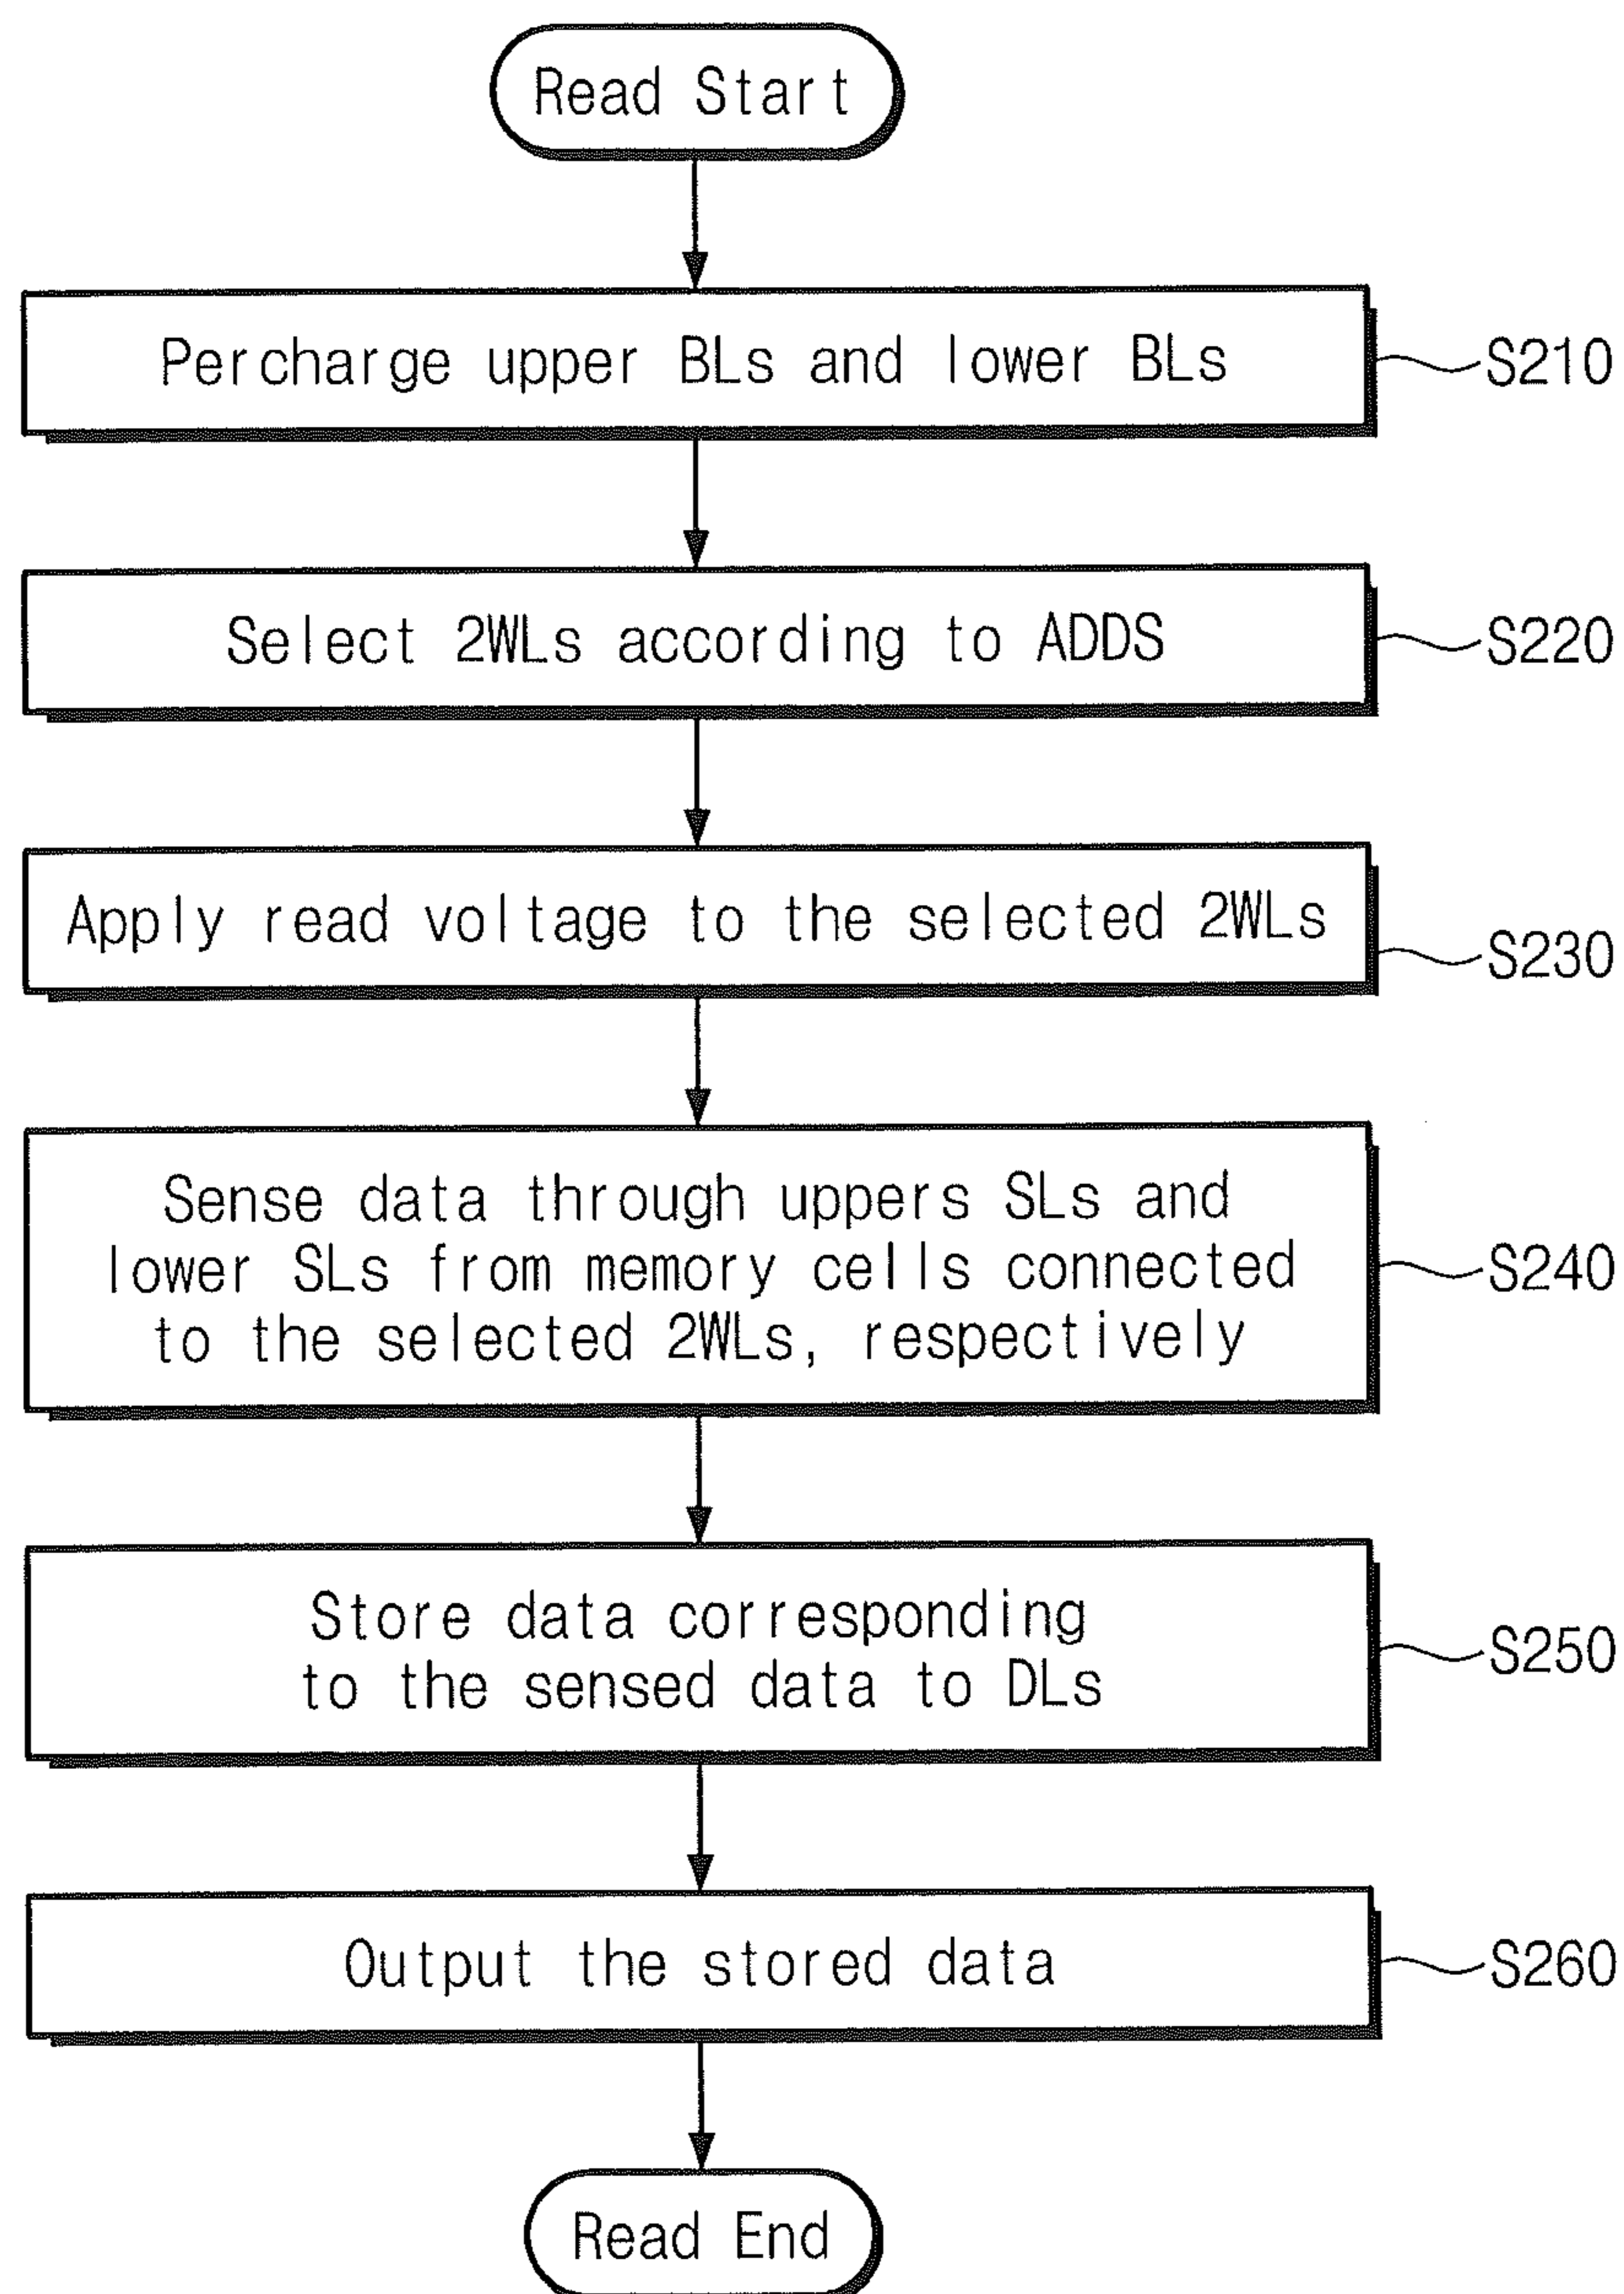 Read Start
Percharge upper BLs and lower BLs
S210
Select 2WLs according to ADDS
S220
Apply read voltage to the selected 2WLs
S230
Sense data through uppers SLs and
lower SLs from memory cells connected
to the selected 2WLs, respectively
S240
Store data corresponding
to the sensed data to DLs
S250
Output the stored data
S260
Read End